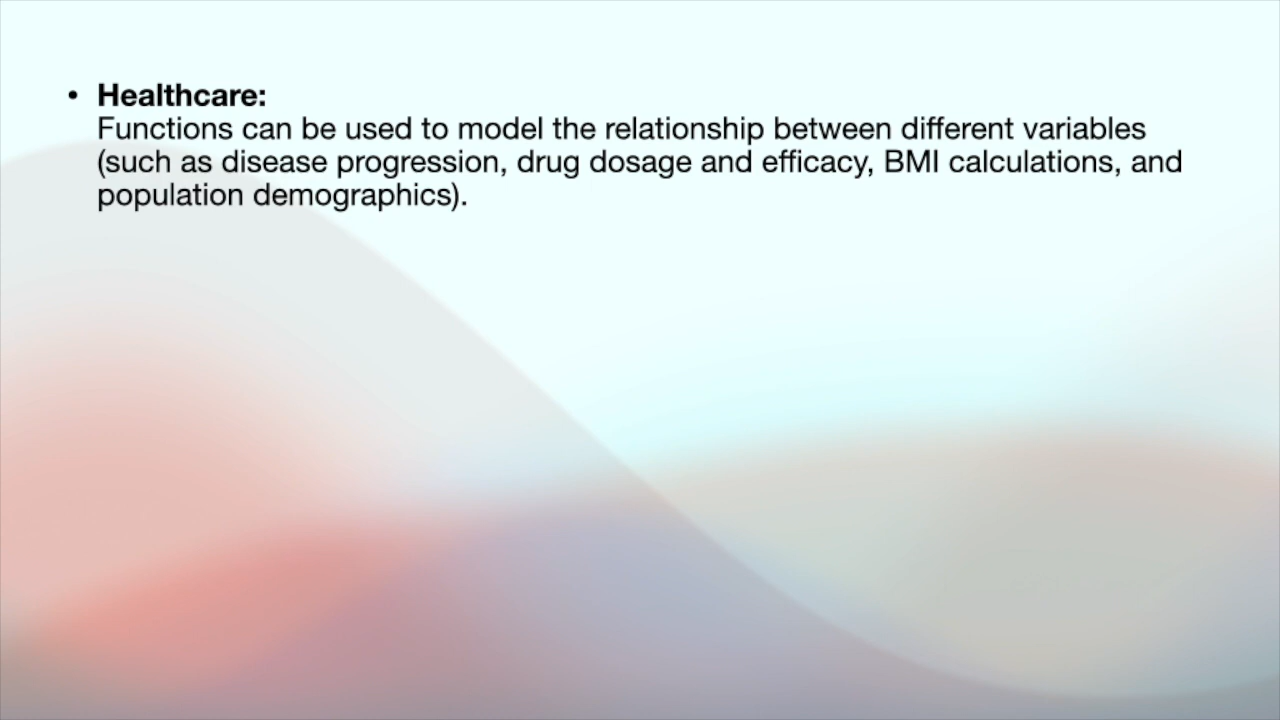 • Healthcare:
Functions can be used to model the relationship between different variables
(such as disease progression, drug dosage and efficacy, BMI calculations, and
population demographics).